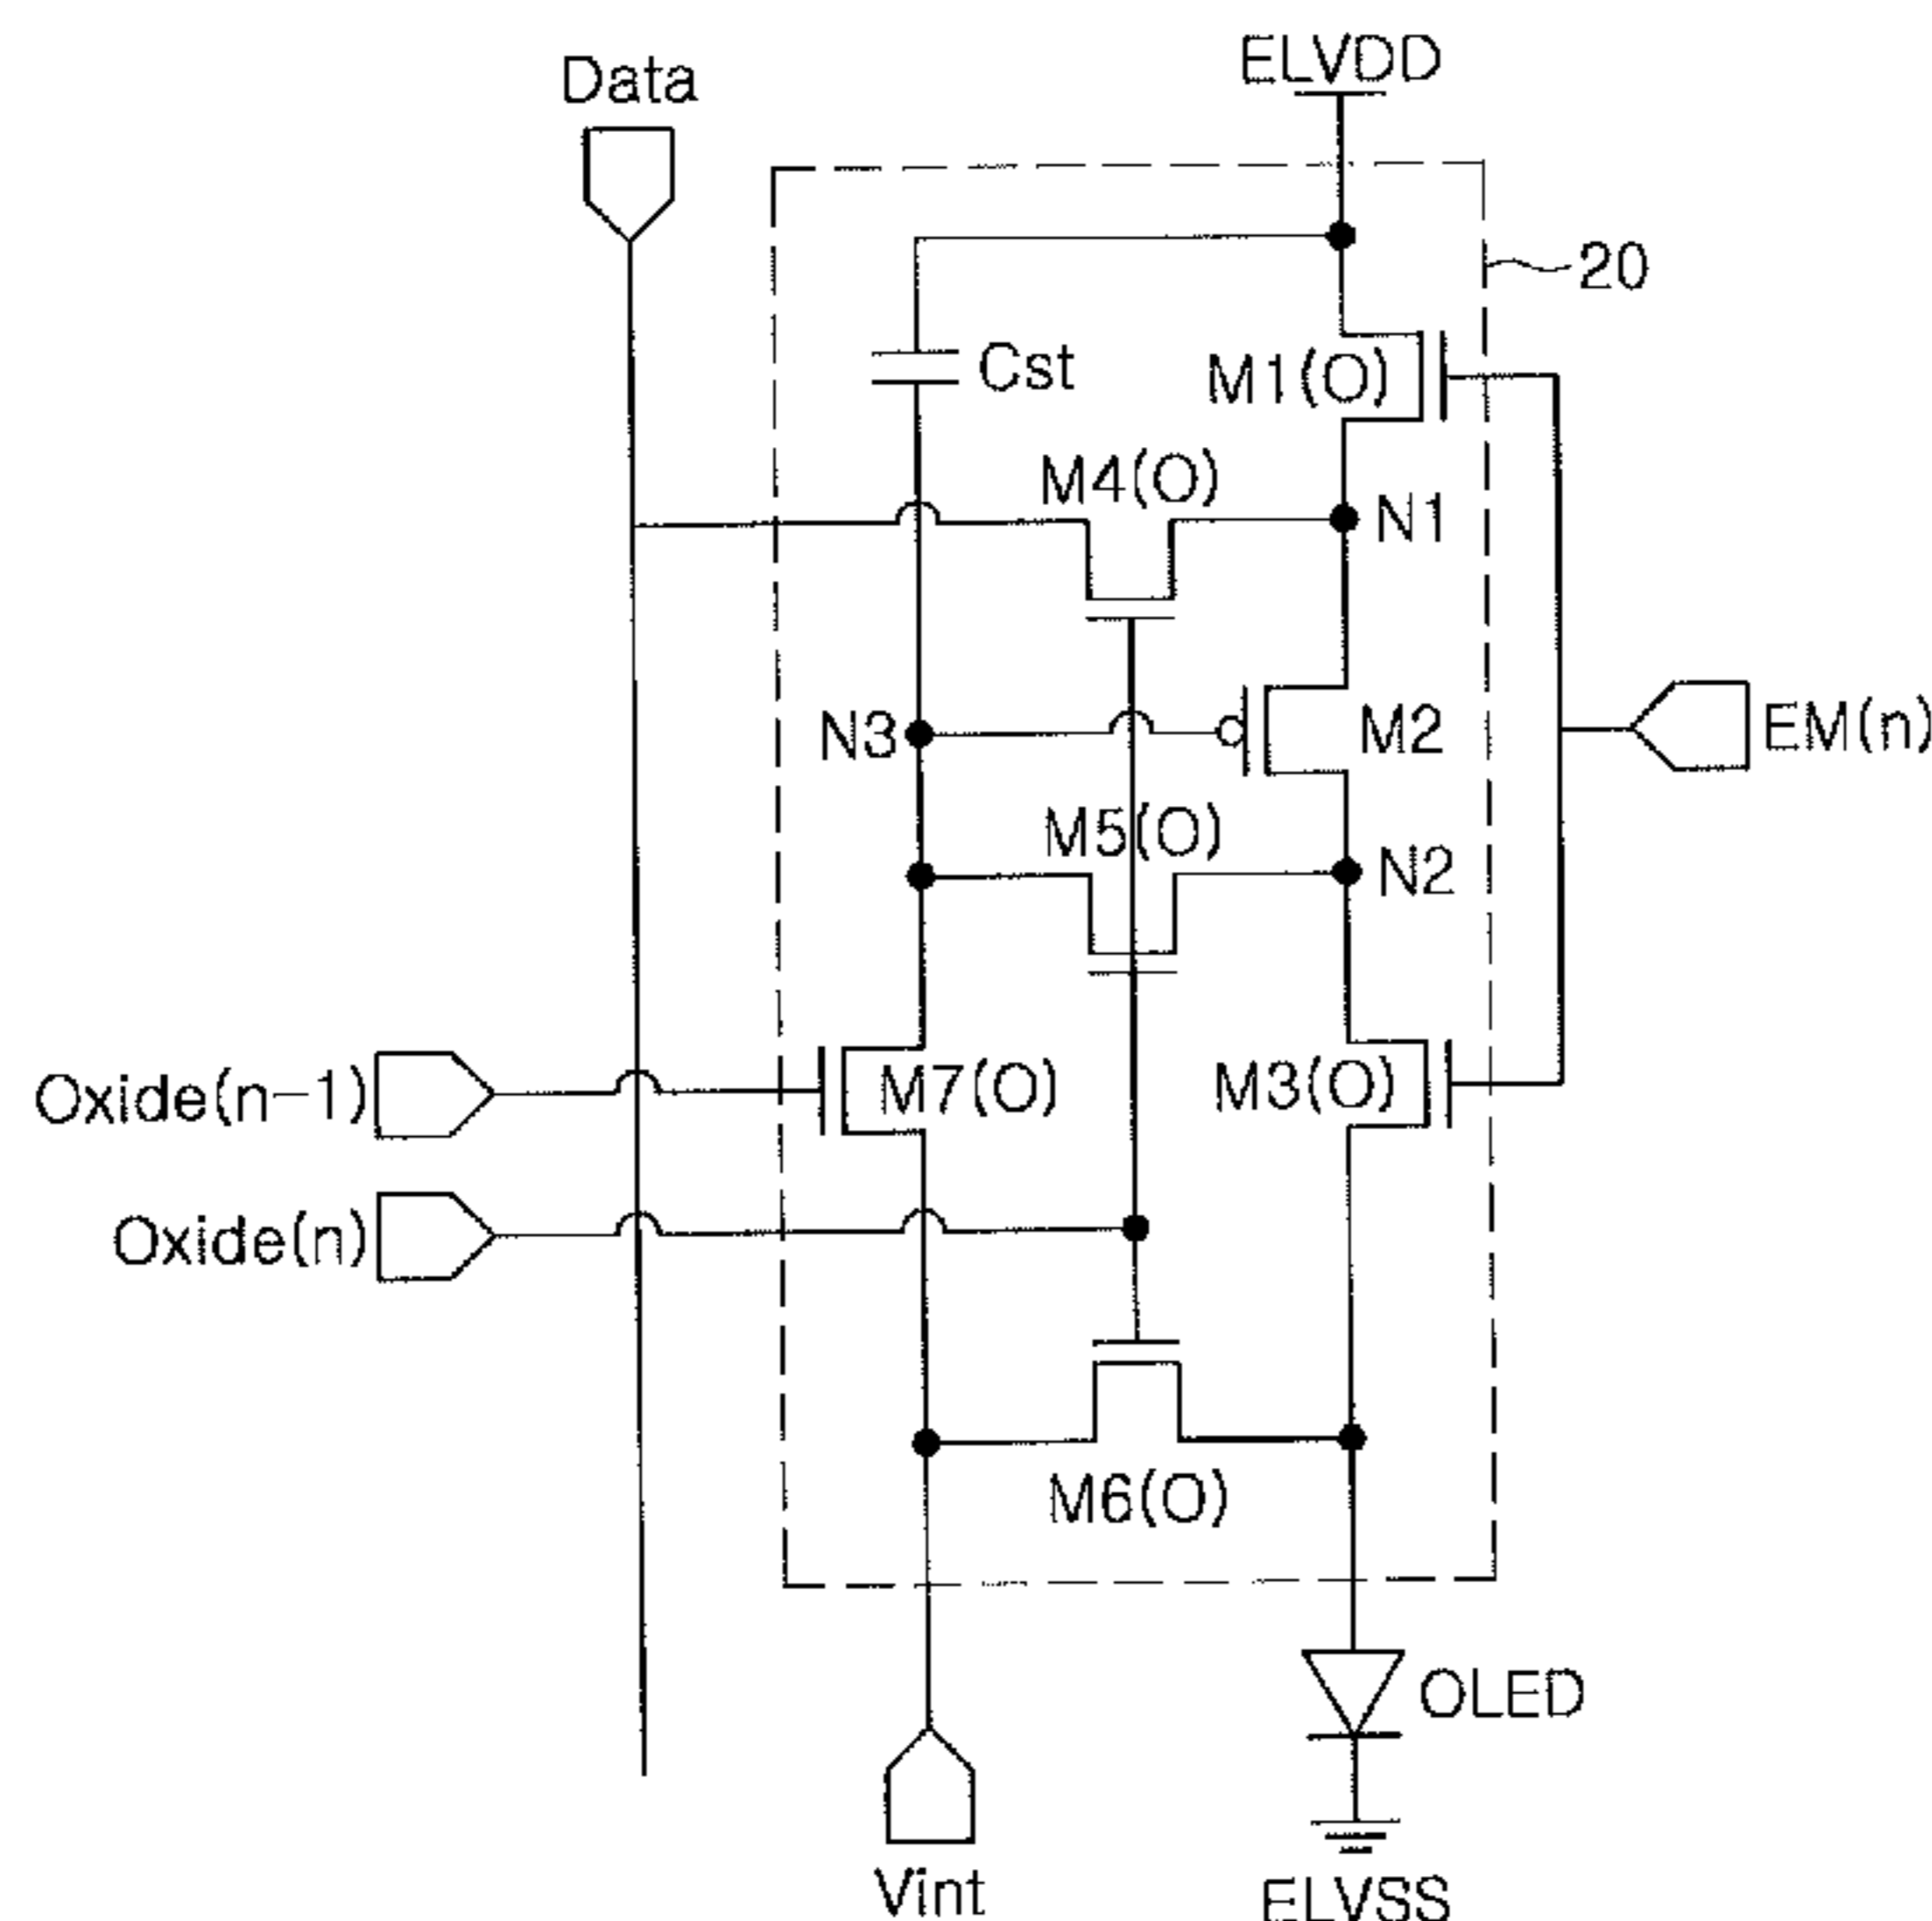 ELVDD
Data
20
Cst
M1(O)
M4(O)
N1
N3
M2
EM(n)
M5(O)
N2
Oxide(n-1)
M7(O)
M3(O)
Oxide(n)
M6(O)
OLED
Vint
ELVSS